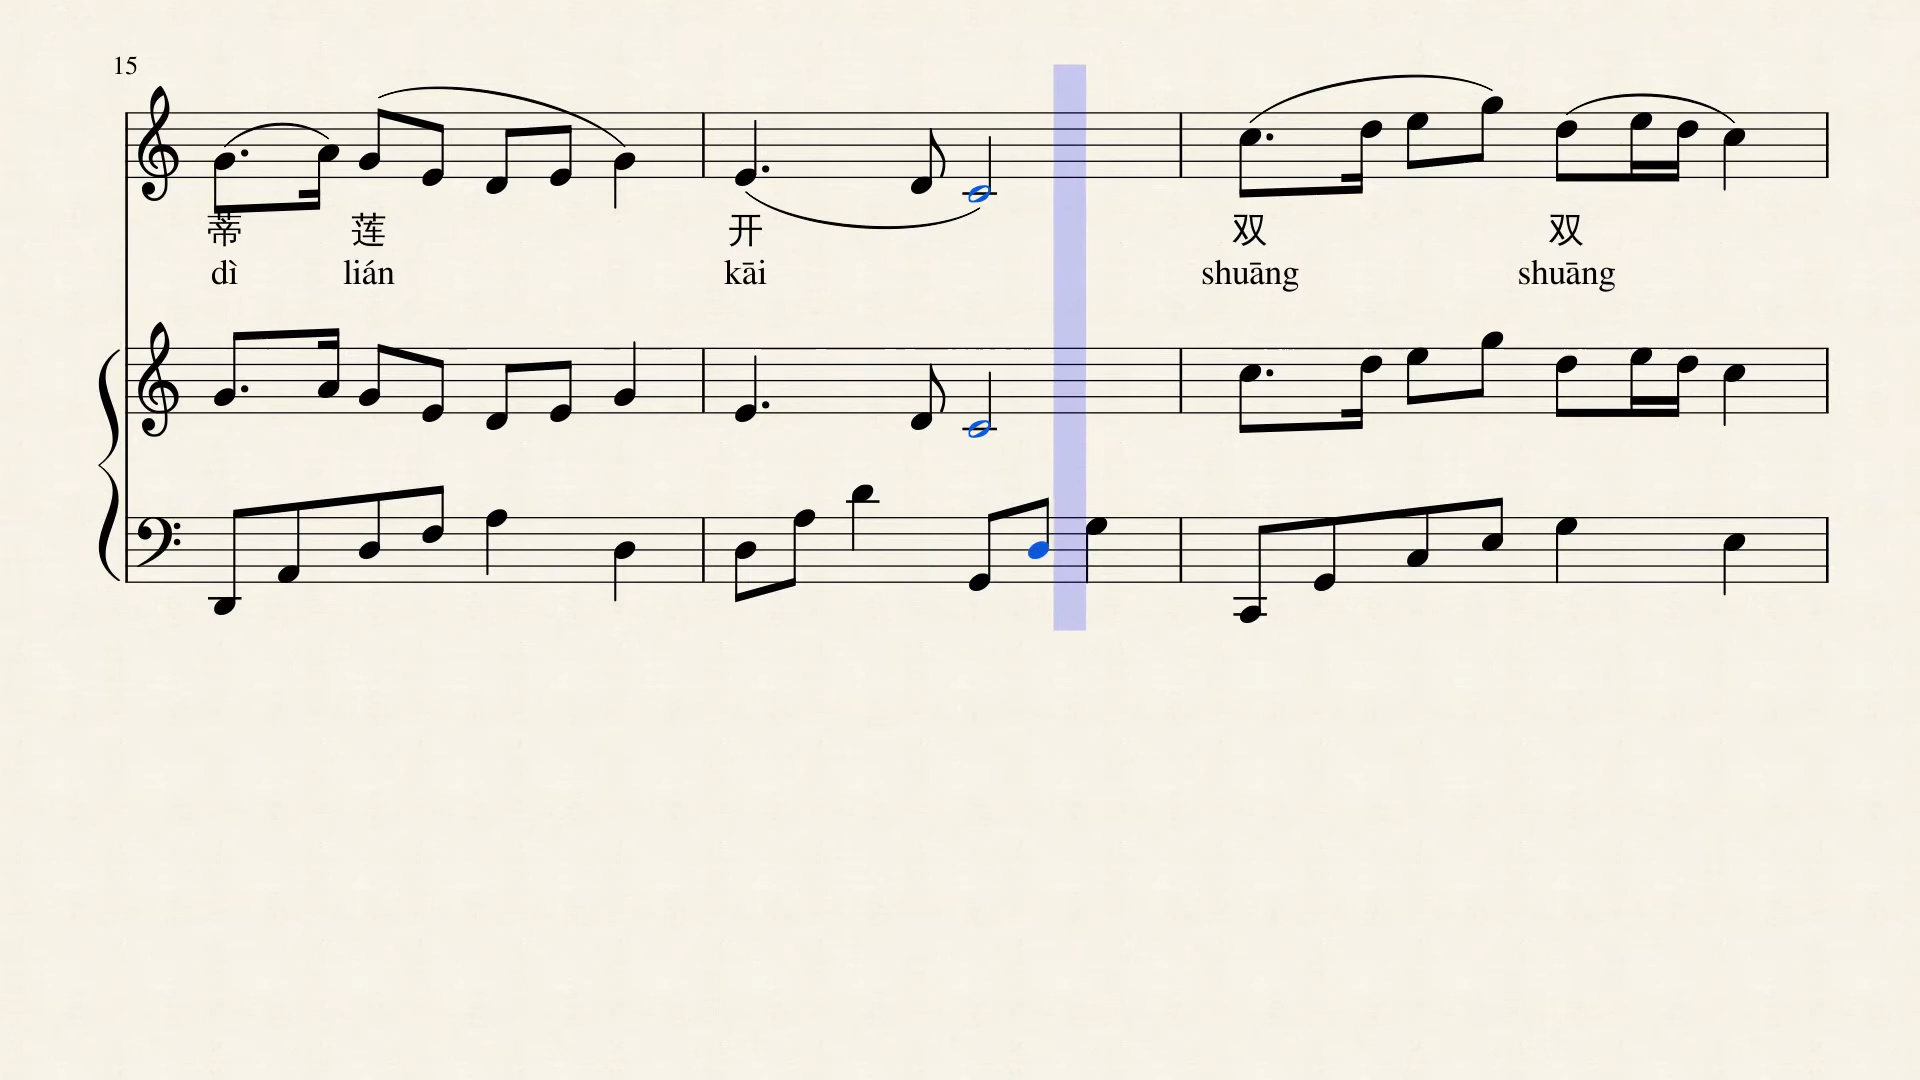 15
蒂 莲 开 双 双
dì lián kāi shuāng shuāng